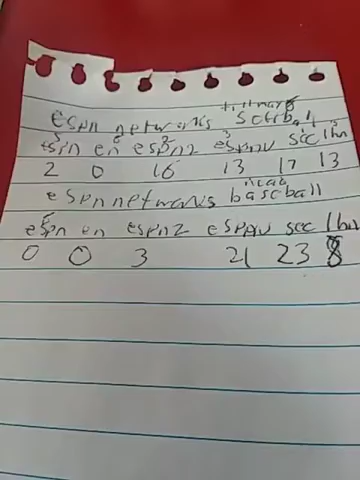 espn networks softball
espn en espn2 espnu sec lhn
2 0 16 13 17 13
ncaa
espn networks baseball
espn en espn2 espnu sec lhn
0 0 3 21 23 8